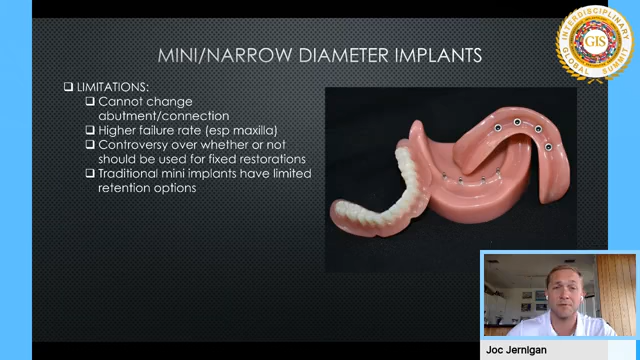 MINI/NARROW DIAMETER IMPLANTS
LIMITATIONS:
Cannot change
abutment/connection
Higher failure rate (esp maxilla)
Controversy over whether or not
should be used for fixed restorations
Traditional mini implants have limited
retention options
INTERDISCIPLINARY
GIS
GLOBAL SUMMIT
Joc Jernigan